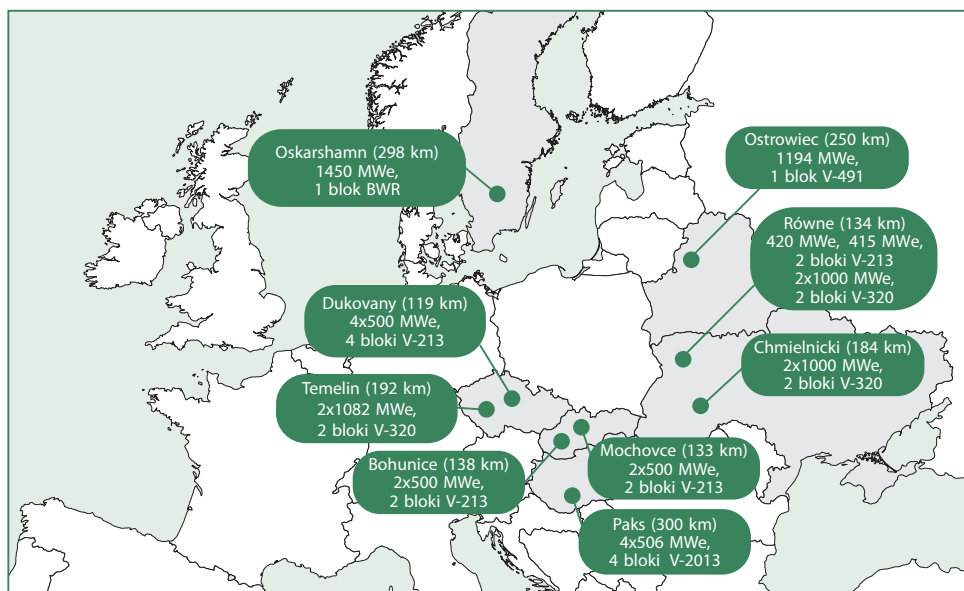 Oskarshamn (298 km)
1450 MWe,
1 blok BWR
Ostrowiec (250 km)
1194 MWe,
1 blok V-491
Równe (134 km)
420 MWe, 415 MWe,
2 bloki V-213
2x1000 MWe,
2 bloki V-320
Dukovany (119 km)
4x500 MWe,
4 bloki V-213
Chmielnicki (184 km)
2x1000 MWe,
2 bloki V-320
Temelin (192 km)
2x1082 MWe,
2 bloki V-320
Bohunice (138 km)
2x500 MWe,
2 bloki V-213
Mochovce (133 km)
2x500 MWe,
2 bloki V-213
Paks (300 km)
4x506 MWe,
4 bloki V-2013